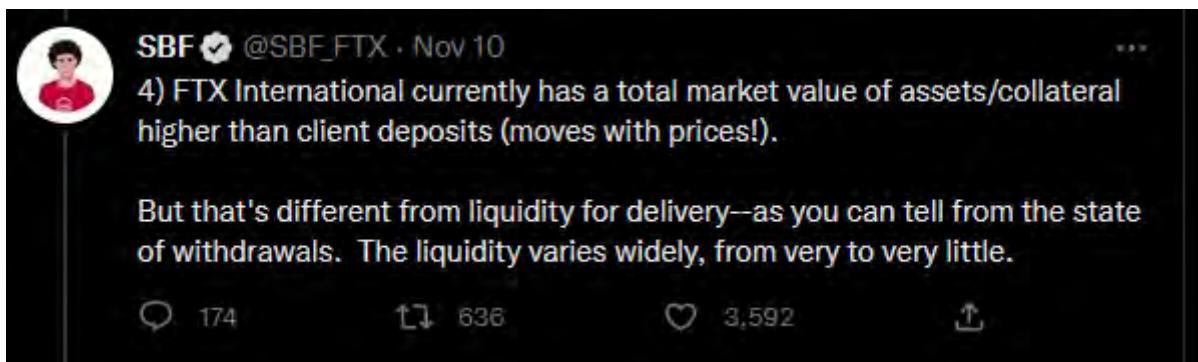 SBF @SBF_FTX · Nov 10
4) FTX International currently has a total market value of assets/collateral
higher than client deposits (moves with prices!).
But that's different from liquidity for delivery--as you can tell from the state
of withdrawals.  The liquidity varies widely, from very to very little.
174 636 3,592